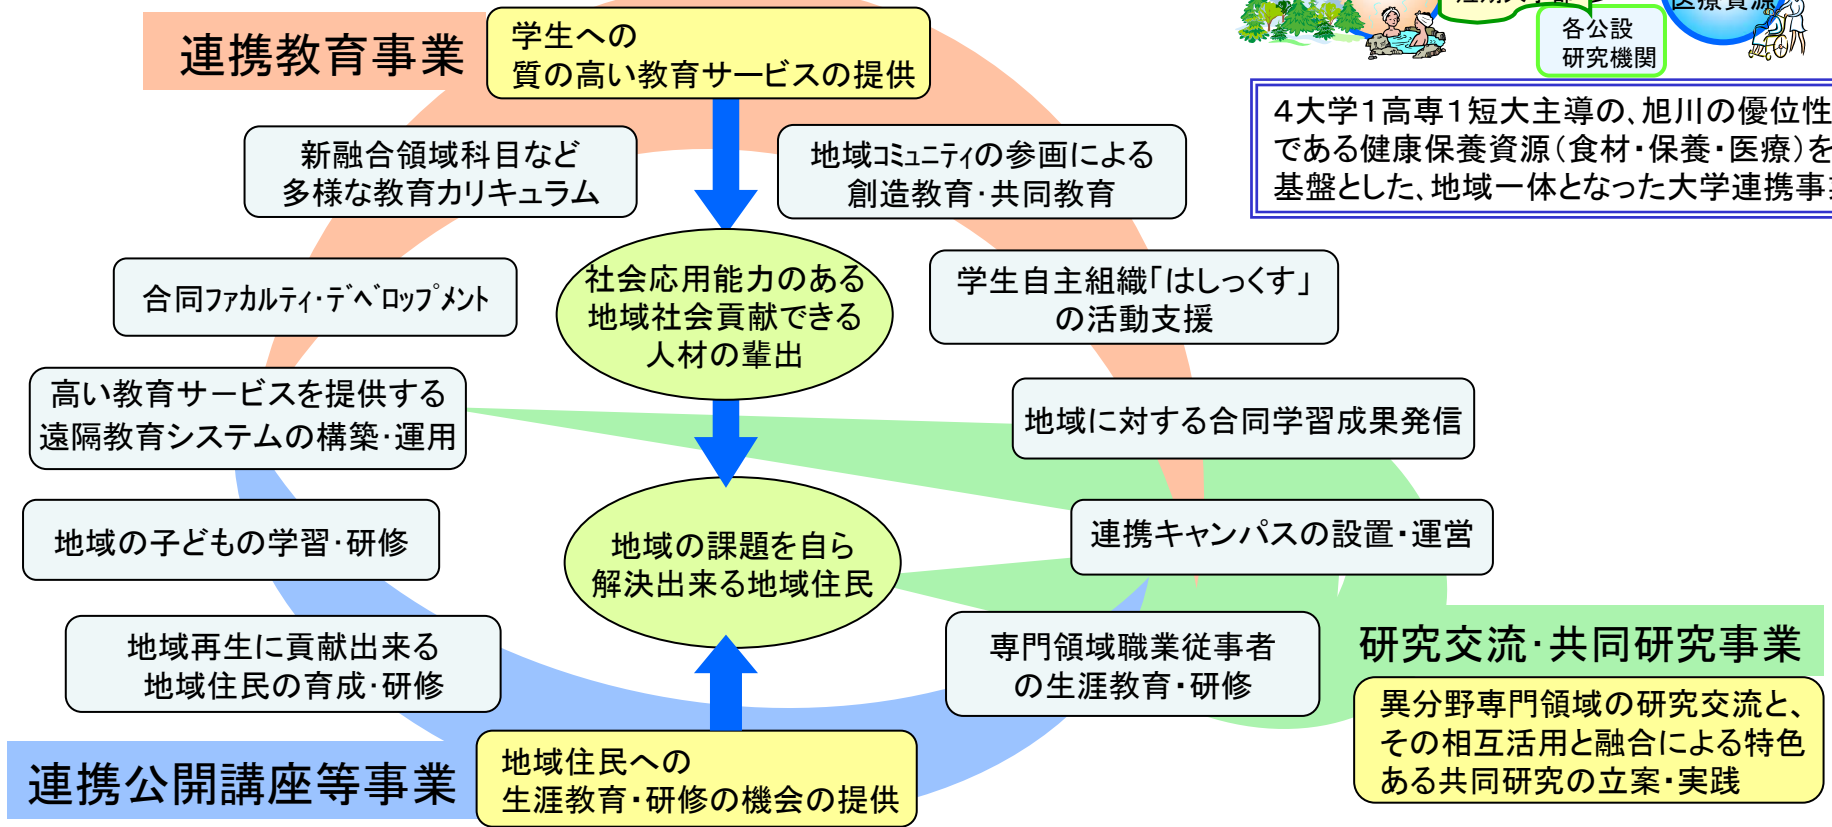 連携教育事業
学生への
質の高い教育サービスの提供
医療資源
各公設
研究機関
4大学1高専1短大主導の、旭川の優位性
である健康保養資源(食材・保養・医療)を
基盤とした、地域一体となった大学連携事
新融合領域科目など
多様な教育カリキュラム
地域コミュニティの参画による
創造教育・共同教育
合同ファカルティ・デベロップメント
社会応用能力のある
地域社会貢献できる
人材の輩出
学生自主組織「はしっくす」
の活動支援
高い教育サービスを提供する
遠隔教育システムの構築・運用
地域に対する合同学習成果発信
地域の子どもの学習・研修
地域の課題を自ら
解決出来る地域住民
連携キャンパスの設置・運営
地域再生に貢献出来る
地域住民の育成・研修
専門領域職業従事者
の生涯教育・研修
研究交流・共同研究事業
異分野専門領域の研究交流と、
その相互活用と融合による特色
ある共同研究の立案・実践
連携公開講座等事業
地域住民への
生涯教育・研修の機会の提供